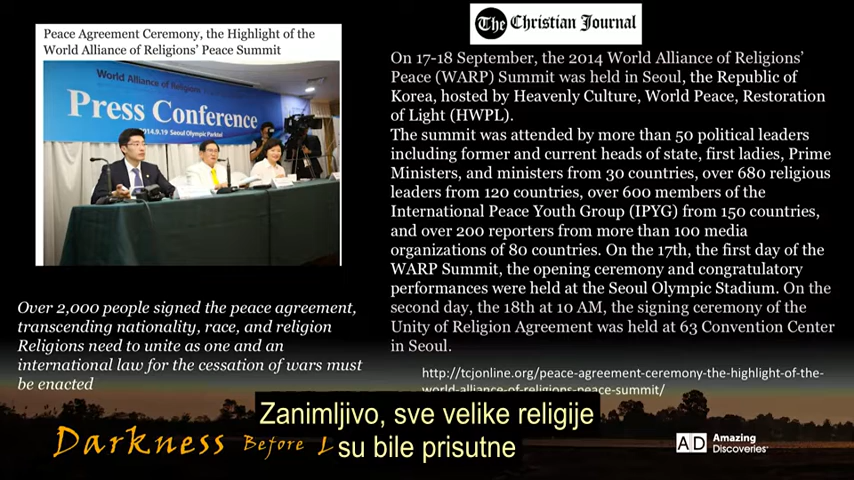 Peace Agreement Ceremony, the Highlight of the
World Alliance of Religions' Peace Summit
World Alliance of Religions
Press Conference
2014.9.19 Seoul Olympic Parktel
Over 2,000 people signed the peace agreement,
transcending nationality, race, and religion
Religions need to unite as one and an
international law for the cessation of wars must
be enacted
The Christian Journal
On 17-18 September, the 2014 World Alliance of Religions'
Peace (WARP) Summit was held in Seoul, the Republic of
Korea, hosted by Heavenly Culture, World Peace, Restoration
of Light (HWPL).
The summit was attended by more than 50 political leaders
including former and current heads of state, first ladies, Prime
Ministers, and ministers from 30 countries, over 680 religious
leaders from 120 countries, over 600 members of the
International Peace Youth Group (IPYG) from 150 countries,
and over 200 reporters from more than 100 media
organizations of 80 countries. On the 17th, the first day of the
WARP Summit, the opening ceremony and congratulatory
performances were held at the Seoul Olympic Stadium. On the
second day, the 18th at 10 AM, the signing ceremony of the
Unity of Religion Agreement was held at 63 Convention Center
in Seoul.
http://tcjonline.org/peace-agreement-ceremony-the-highlight-of-the-
world-alliance-of-religions-peace-summit/
Zanimljivo, sve velike religije
su bile prisutne
Darkness Before L
AD Amazing
Discoveries